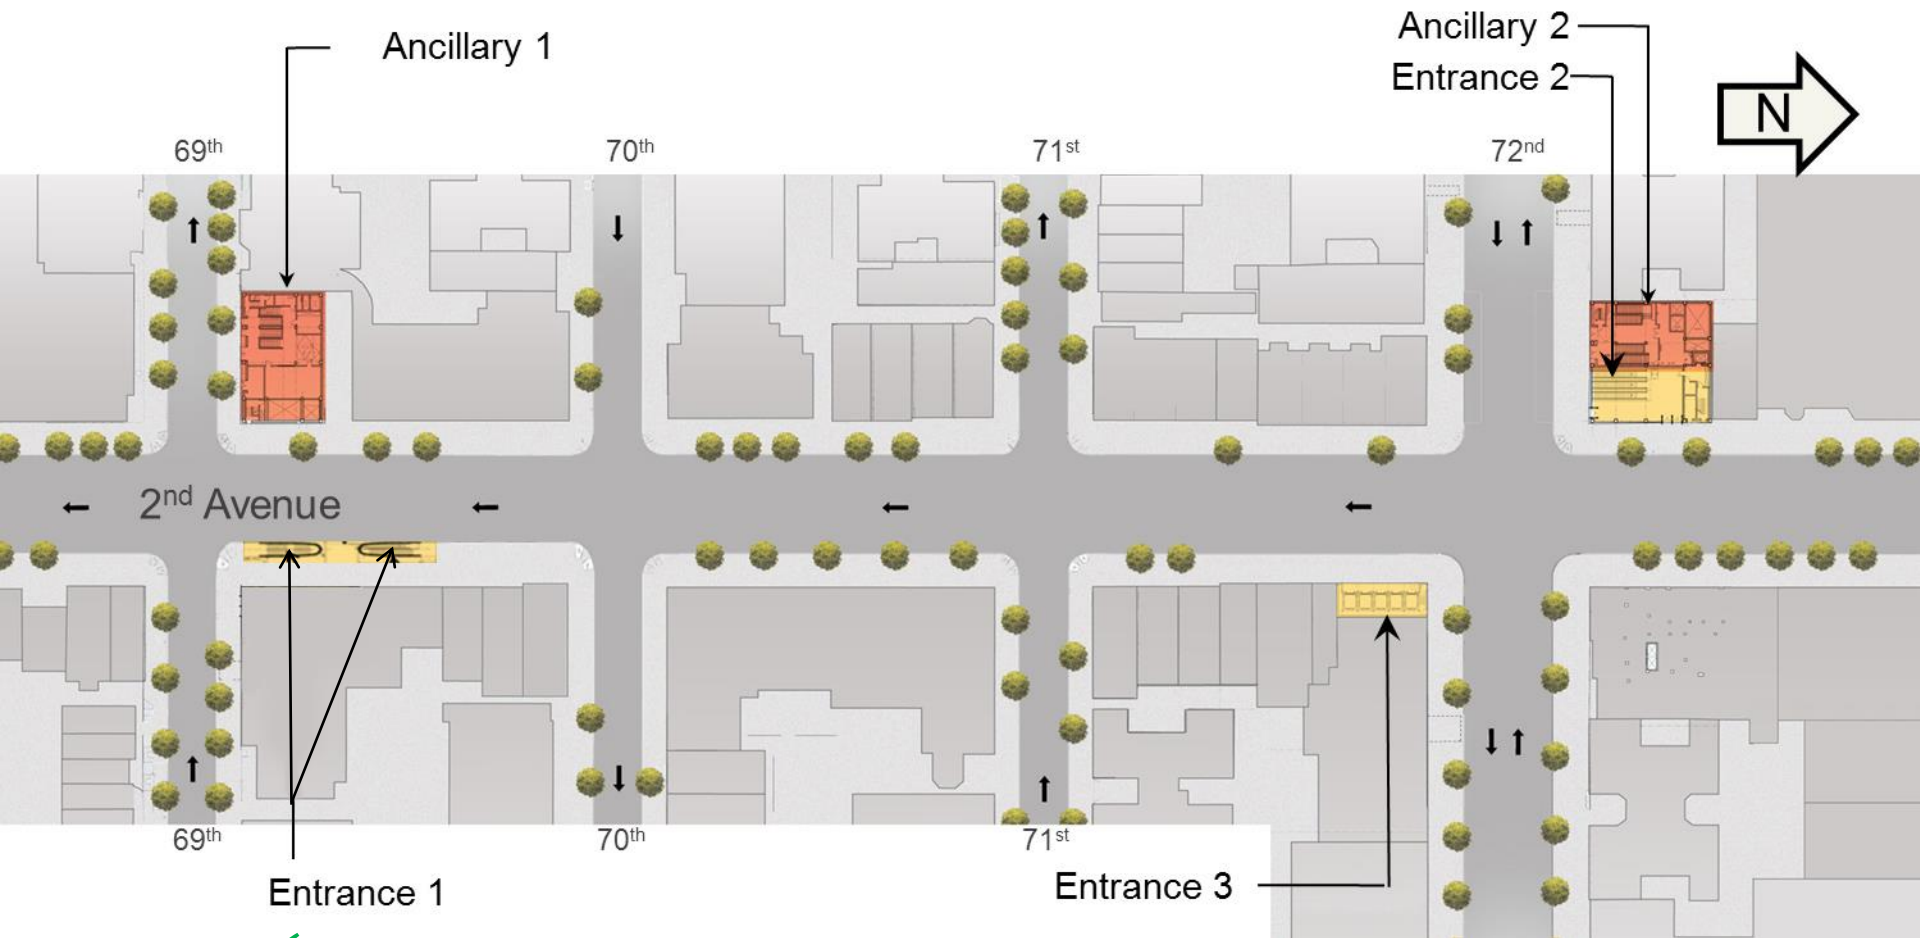 Ancillary 1
Ancillary 2
Entrance 2
N
69th
70th
71st
72nd
2nd Avenue
69th
70th
71st
Entrance 1
Entrance 3